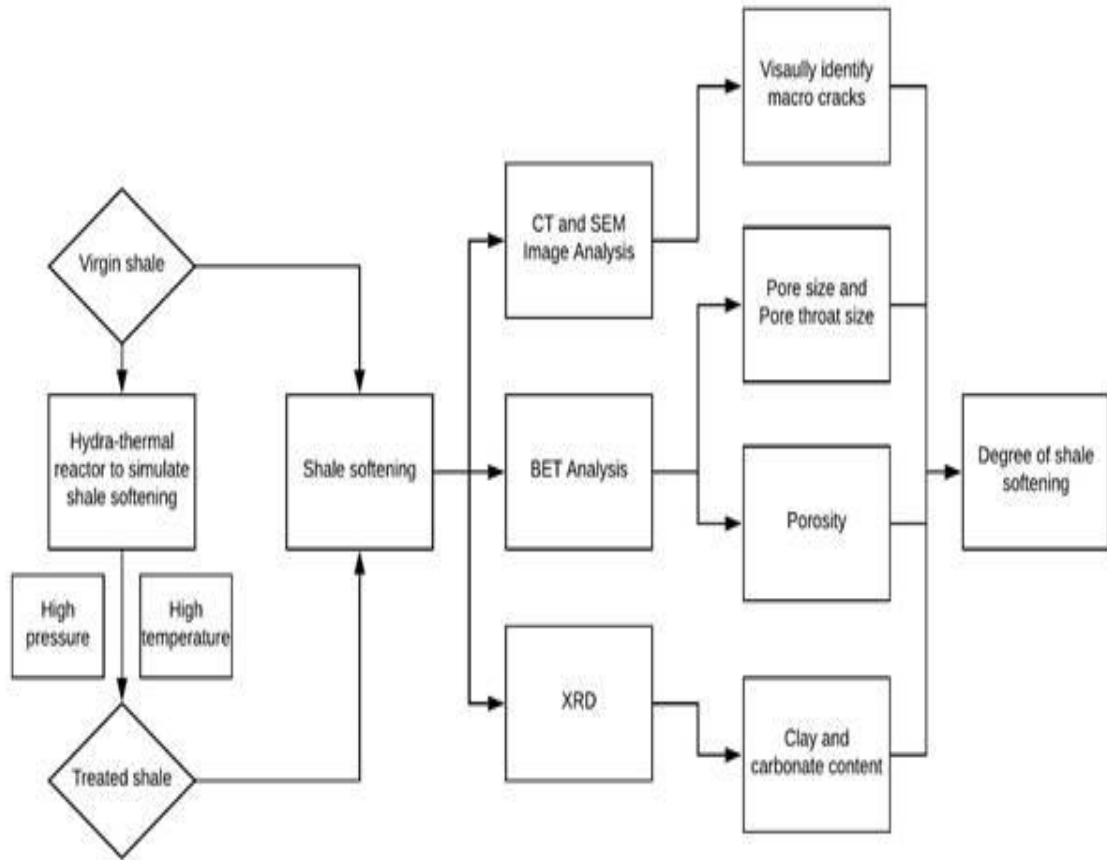 Visaully identify
macro cracks
CT and SEM
Image Analysis
Virgin shale
Pore size and
Pore throat size
Hydra-thermal
reactor to simulate
shale softening
Shale softening
BET Analysis
Porosity
Degree of shale
softening
High
pressure
High
temperature
XRD
Clay and
carbonate content
Treated shale